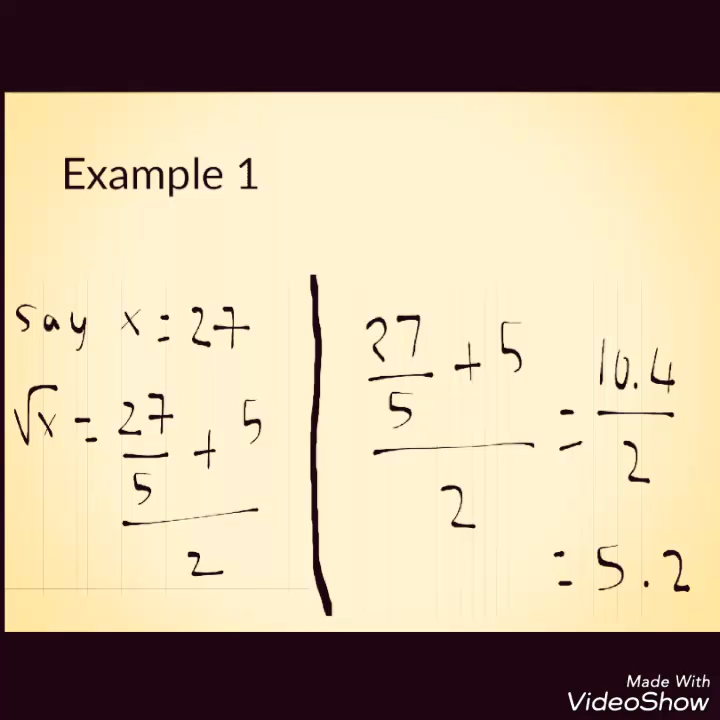 Example 1
say x = 27
√x = 27/5 + 5
2
27/5 + 5 = 10.4/2
2
= 5.2
Made With
VideoShow